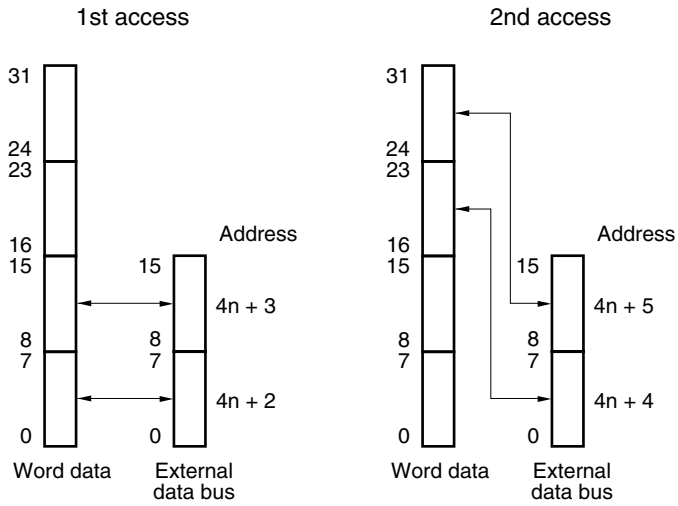 1st access
31
24
23
16
15
8
7
0
Word data
Address
15
4n + 3
8
7
4n + 2
0
External
data bus
2nd access
31
24
23
16
15
8
7
0
Word data
Address
15
4n + 5
8
7
4n + 4
0
External
data bus